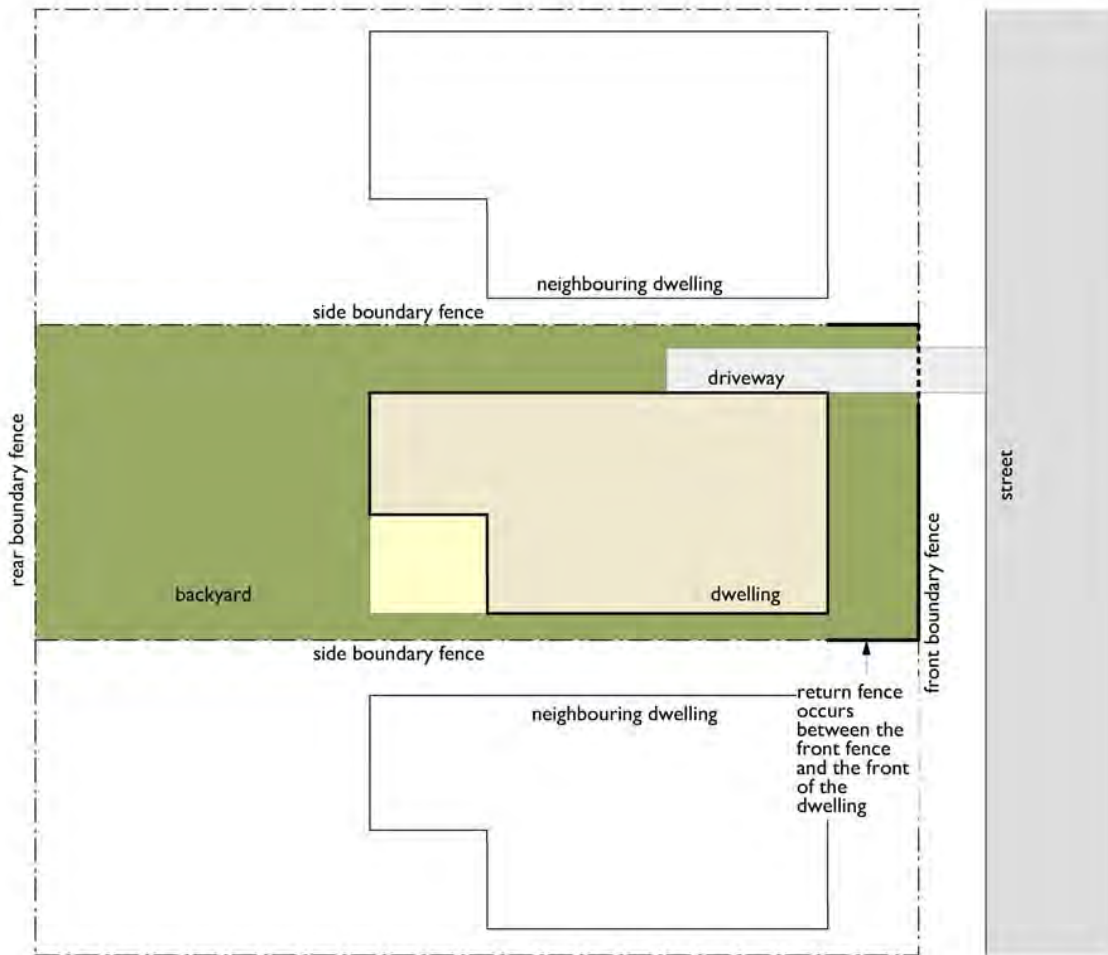 neighbouring dwelling
side boundary fence
driveway
rear boundary fence
street
front boundary fence
backyard
dwelling
side boundary fence
neighbouring dwelling
return fence
occurs
between the
front fence
and the front
of the
dwelling